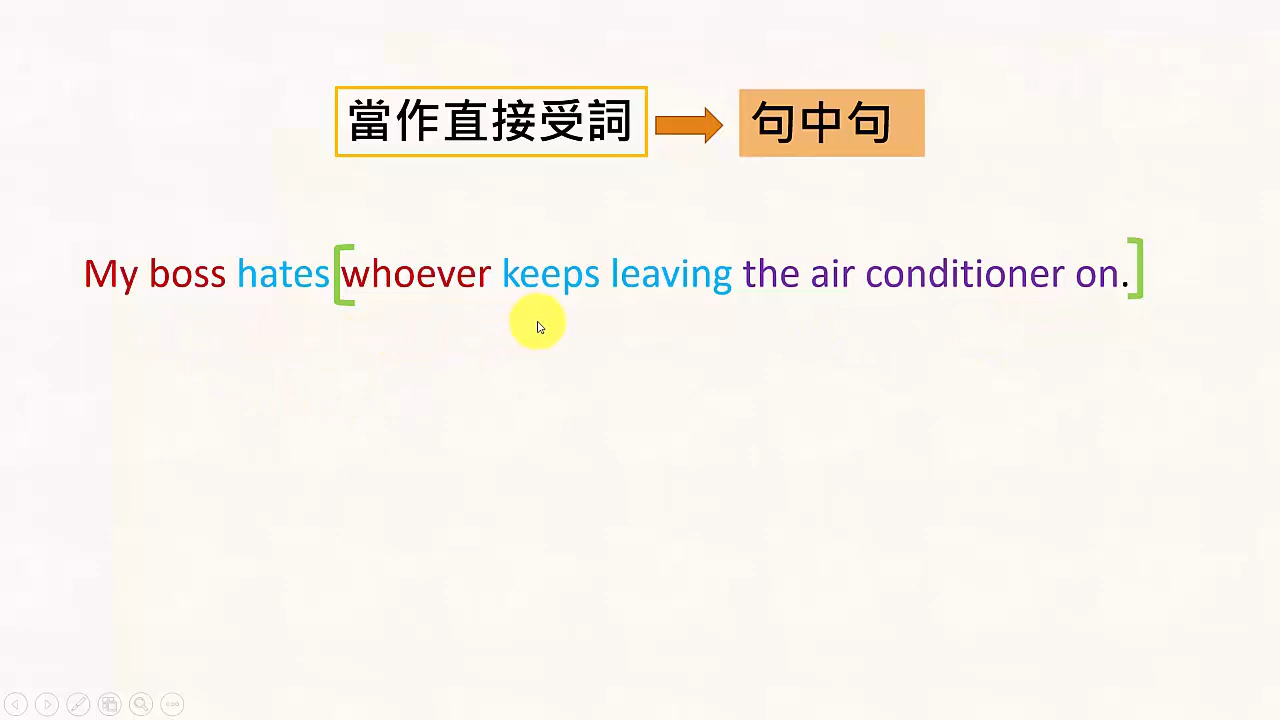 當作直接受詞
句中句
My boss hates [whoever keeps leaving the air conditioner on.]